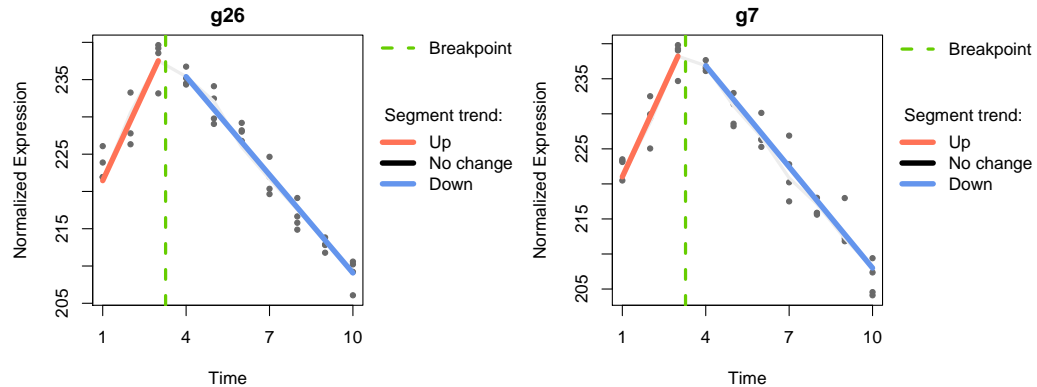 g26
Normalized Expression
235
225
215
205
1
4
7
10
Time
Breakpoint
Segment trend:
Up
No change
Down
g7
Normalized Expression
235
225
215
205
1
4
7
10
Time
Breakpoint
Segment trend:
Up
No change
Down